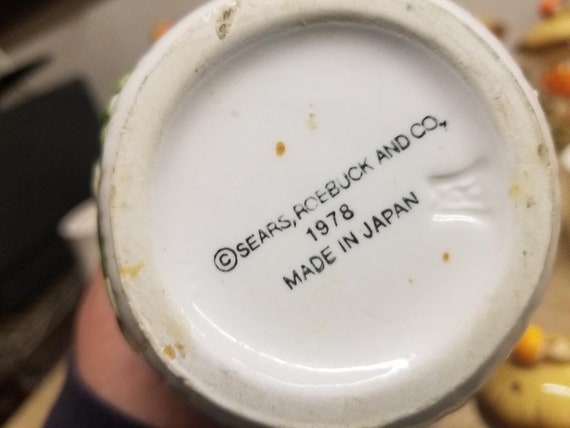 ©SEARS, ROEBUCK AND CO.,
1978
MADE IN JAPAN